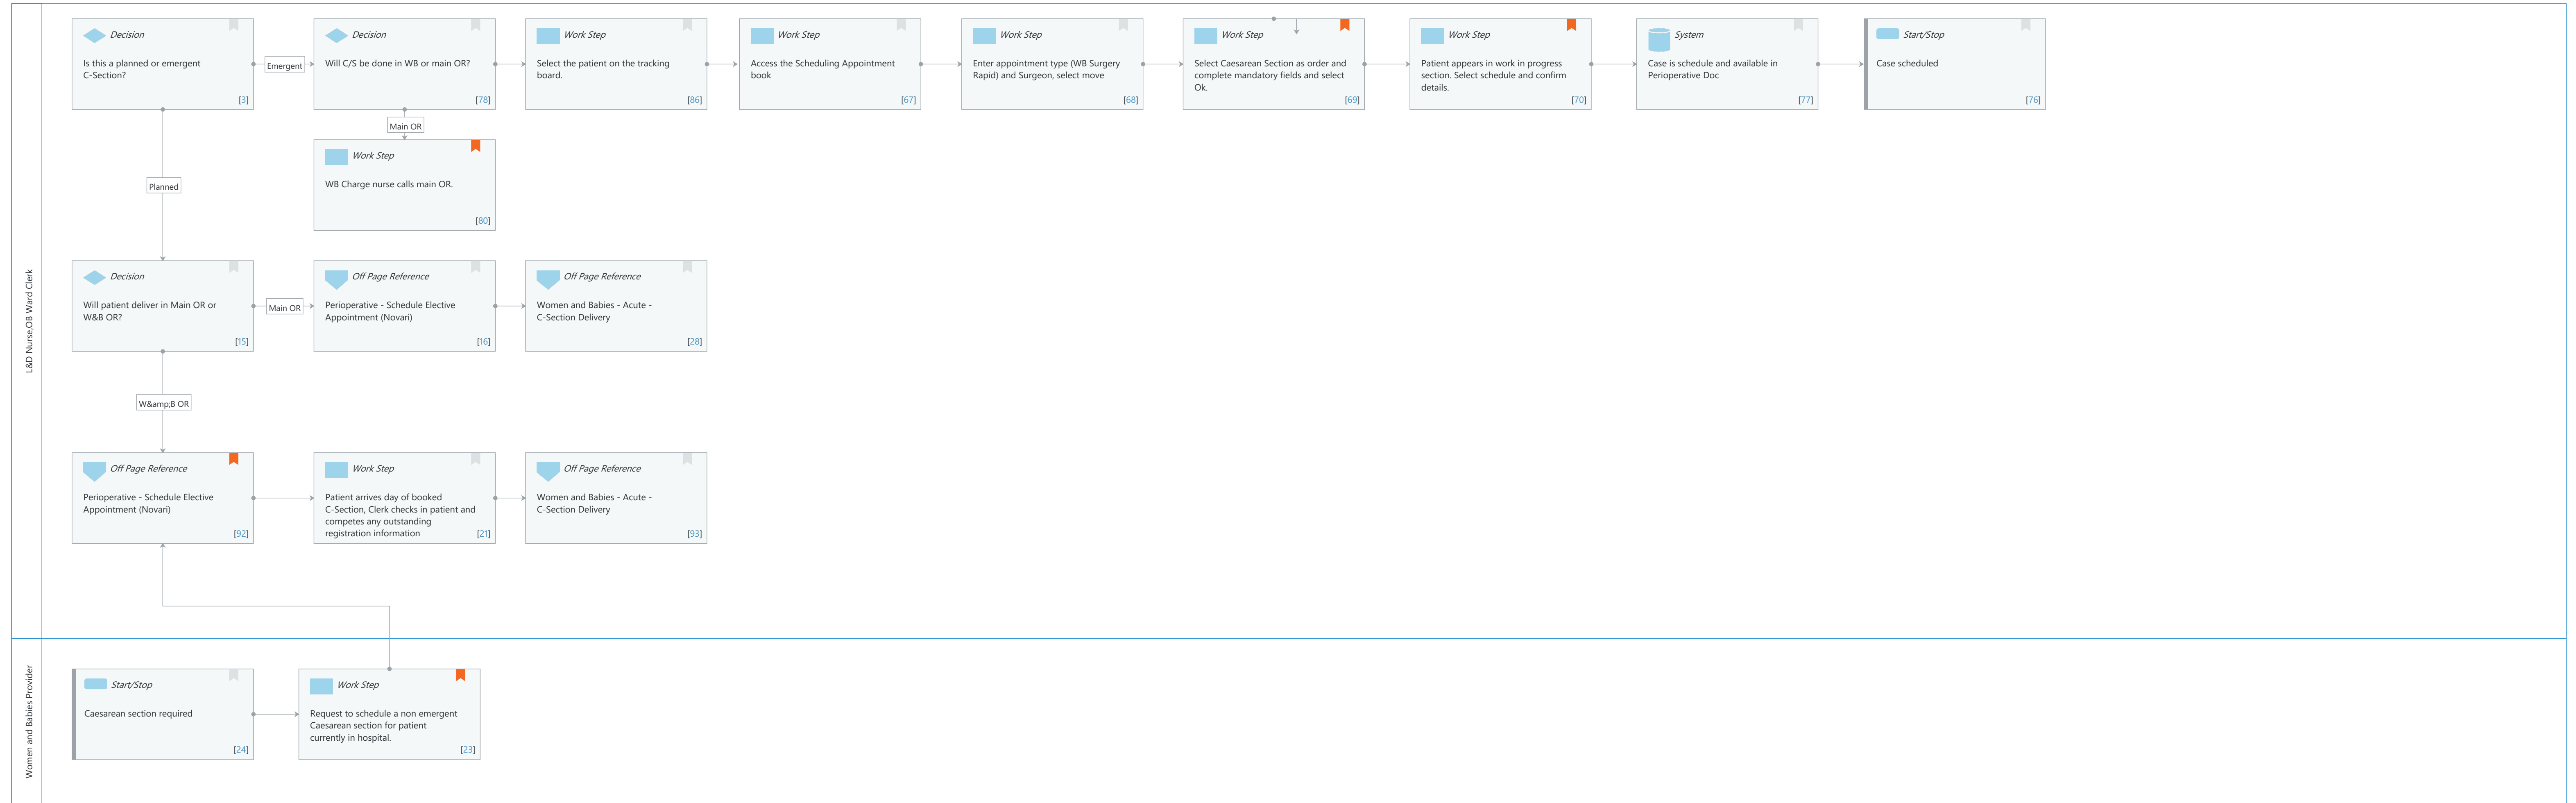 L&D Nurse,OB Ward Clerk
Decision
Is this a planned or emergent
C-Section?
[3]
Emergent
Decision
Will C/S be done in WB or main OR?
[78]
Work Step
Select the patient on the tracking
board.
[86]
Work Step
Access the Scheduling Appointment
book
[67]
Work Step
Enter appointment type (WB Surgery
Rapid) and Surgeon, select move
[68]
Work Step
Select Caesarean Section as order and
complete mandatory fields and select
Ok.
[69]
Work Step
Patient appears in work in progress
section. Select schedule and confirm
details.
[70]
System
Case is schedule and available in
Perioperative Doc
[77]
Start/Stop
Case scheduled
[76]
Main OR
Work Step
WB Charge nurse calls main OR.
[80]
Planned
Decision
Will patient deliver in Main OR or
W&B OR?
[15]
Main OR
Off Page Reference
Perioperative - Schedule Elective
Appointment (Novari)
[16]
Off Page Reference
Women and Babies - Acute -
C-Section Delivery
[28]
W&amp;B OR
Off Page Reference
Perioperative - Schedule Elective
Appointment (Novari)
[92]
Work Step
Patient arrives day of booked
C-Section, Clerk checks in patient and
competes any outstanding
registration information
[21]
Off Page Reference
Women and Babies - Acute -
C-Section Delivery
[93]
Women and Babies Provider
Start/Stop
Caesarean section required
[24]
Work Step
Request to schedule a non emergent
Caesarean section for patient
currently in hospital.
[23]